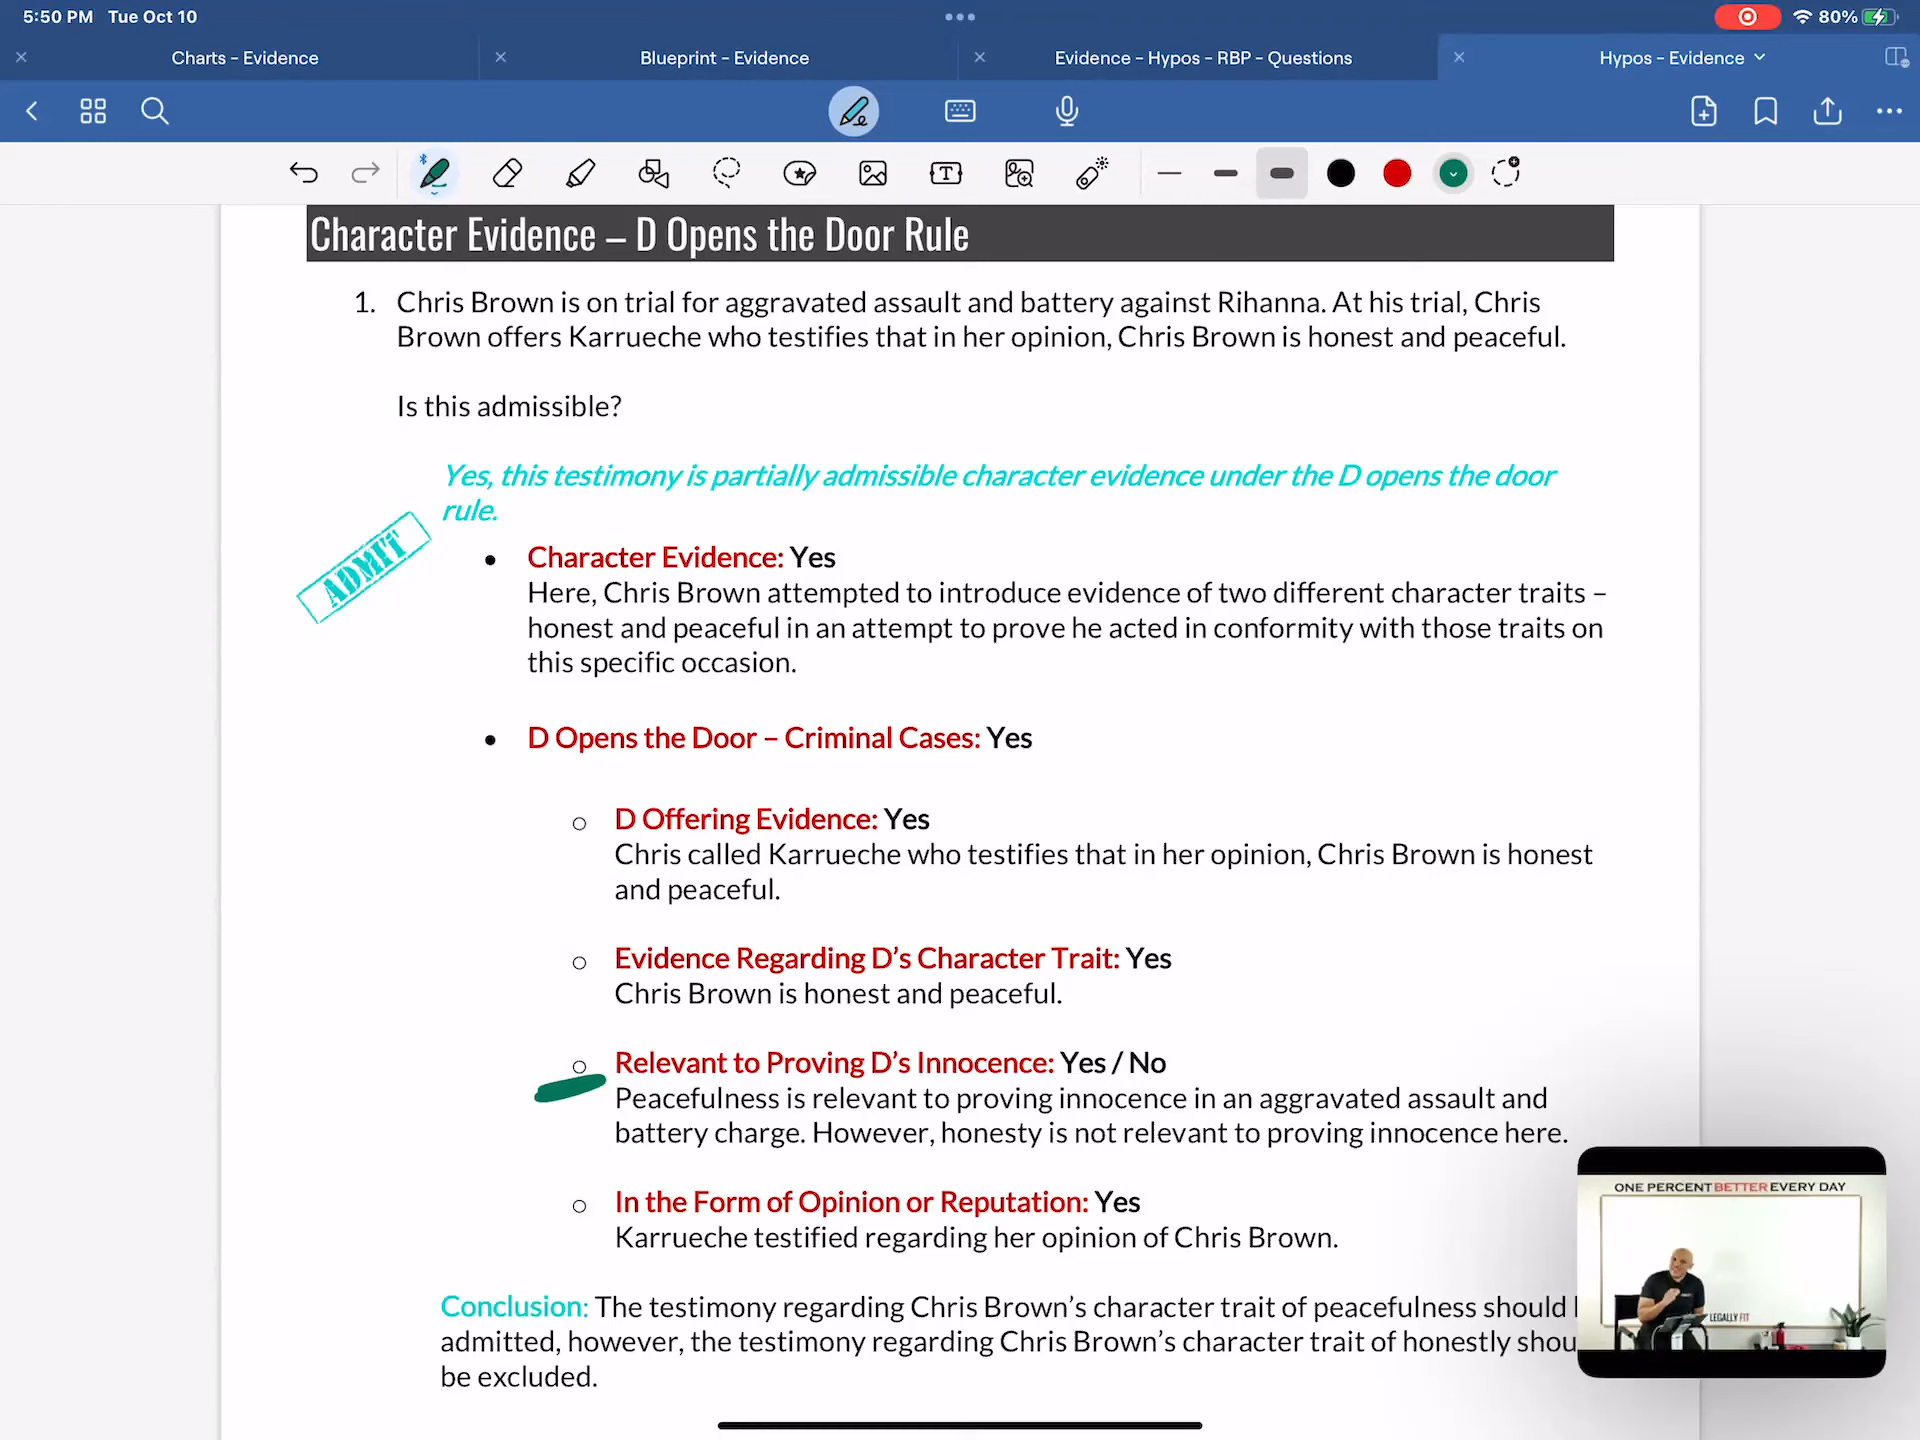 5:50 PM Tue Oct 10
80%
Charts - Evidence
Blueprint - Evidence
Evidence - Hypos - RBP - Questions
Hypos - Evidence
Character Evidence – D Opens the Door Rule
1. Chris Brown is on trial for aggravated assault and battery against Rihanna. At his trial, Chris
Brown offers Karrueche who testifies that in her opinion, Chris Brown is honest and peaceful.
Is this admissible?
Yes, this testimony is partially admissible character evidence under the D opens the door
rule.
ADMIT
• Character Evidence: Yes
Here, Chris Brown attempted to introduce evidence of two different character traits –
honest and peaceful in an attempt to prove he acted in conformity with those traits on
this specific occasion.
• D Opens the Door – Criminal Cases: Yes
o D Offering Evidence: Yes
Chris called Karrueche who testifies that in her opinion, Chris Brown is honest
and peaceful.
o Evidence Regarding D's Character Trait: Yes
Chris Brown is honest and peaceful.
o Relevant to Proving D's Innocence: Yes / No
Peacefulness is relevant to proving innocence in an aggravated assault and
battery charge. However, honesty is not relevant to proving innocence here.
o In the Form of Opinion or Reputation: Yes
Karrueche testified regarding her opinion of Chris Brown.
Conclusion: The testimony regarding Chris Brown's character trait of peacefulness should
admitted, however, the testimony regarding Chris Brown's character trait of honestly shou
be excluded.
ONE PERCENT BETTER EVERY DAY
LEGALLY FIT